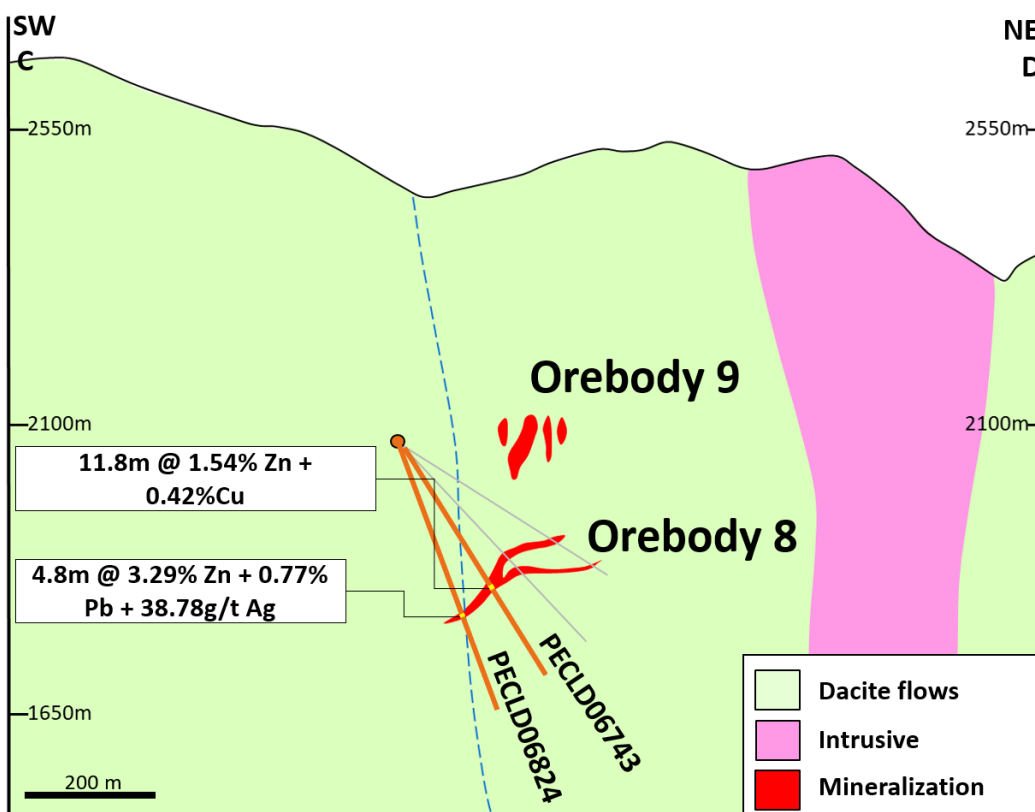 SW
C
NE
D
2550m
2550m
Orebody 9
2100m
2100m
11.8m @ 1.54% Zn +
0.42%Cu
Orebody 8
4.8m @ 3.29% Zn + 0.77%
Pb + 38.78g/t Ag
PECLD06824
PECLD06743
1650m
200 m
Dacite flows
Intrusive
Mineralization